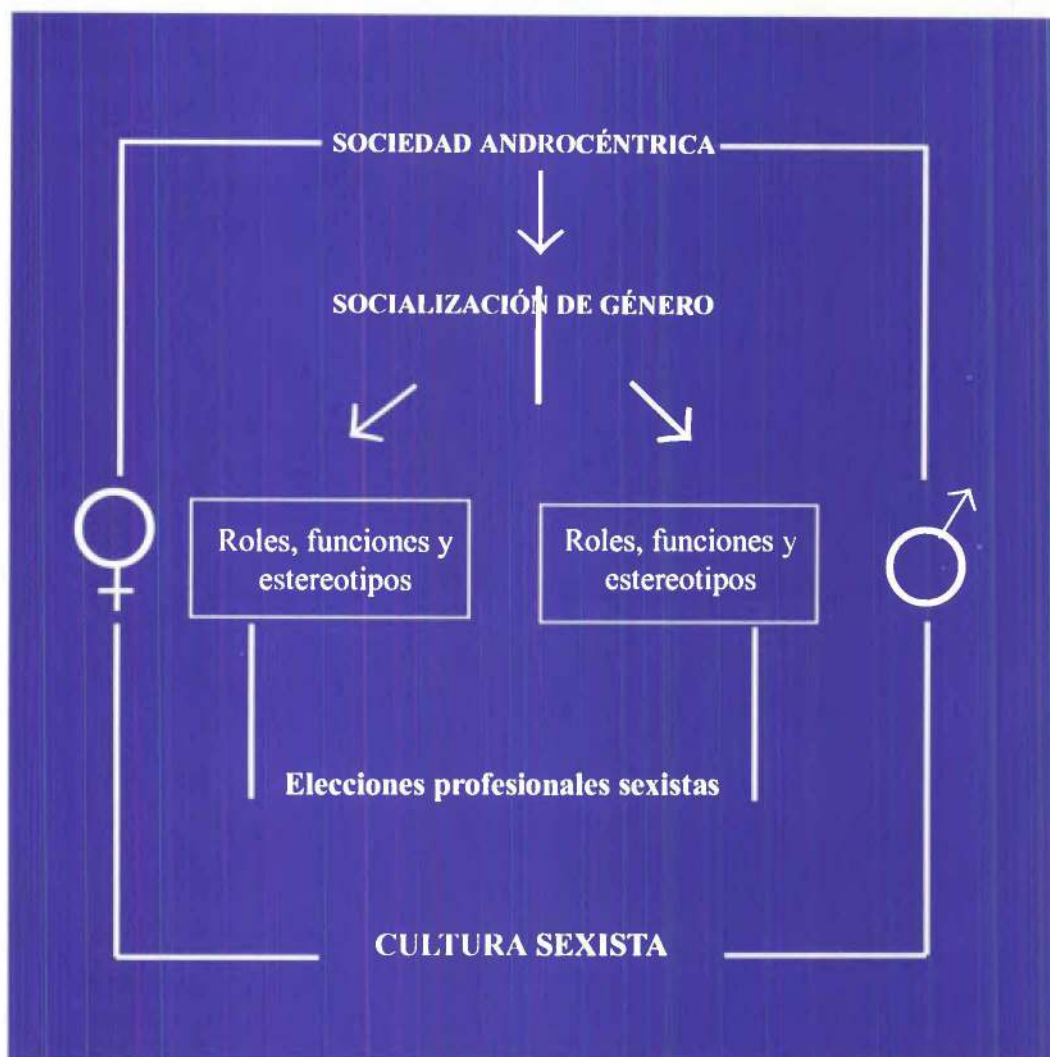 SOCIEDAD ANDROCÉNTRICA
SOCIALIZACIÓN DE GÉNERO
Roles, funciones y
estereotipos
Roles, funciones y
estereotipos
Elecciones profesionales sexistas
CULTURA SEXISTA